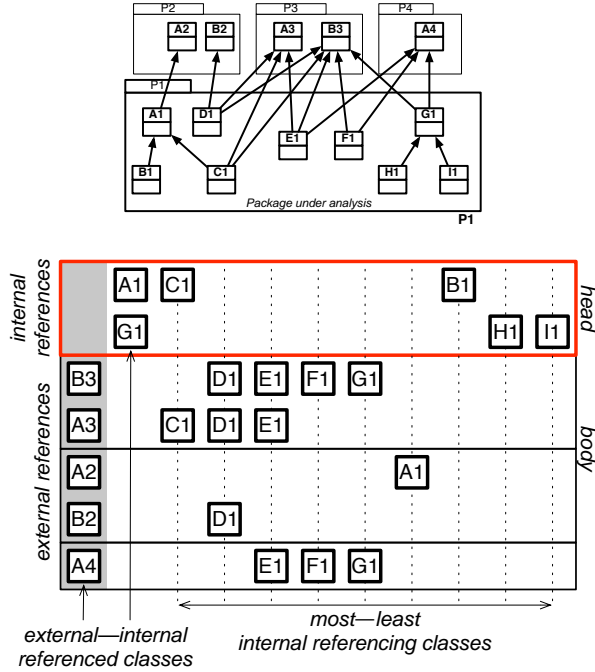 P2
P3
P4
A2 B2 A3 B3 A4
P1
A1 D1 G1
E1 F1
B1 C1 H1 I1
Package under analysis
P1
internal
references
A1 C1 B1
head
G1 H1 I1
external references
B3 D1 E1 F1 G1
body
A3 C1 D1 E1
A2 A1
B2 D1
A4 E1 F1 G1
most—least
internal referencing classes
external—internal
referenced classes